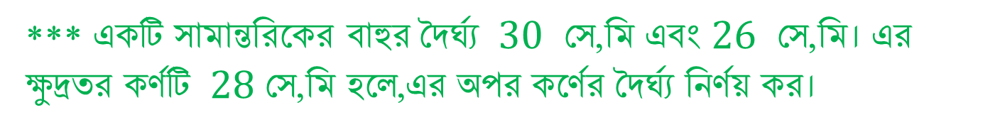 *** একটি সামান্তরিকের বাহুর দৈর্ঘ্য 30 সে,মি এবং 26 সে,মি। এর
ক্ষুদ্রতর কর্ণটি 28 সে,মি হলে,এর অপর কর্ণের দৈর্ঘ্য নির্ণয় কর।